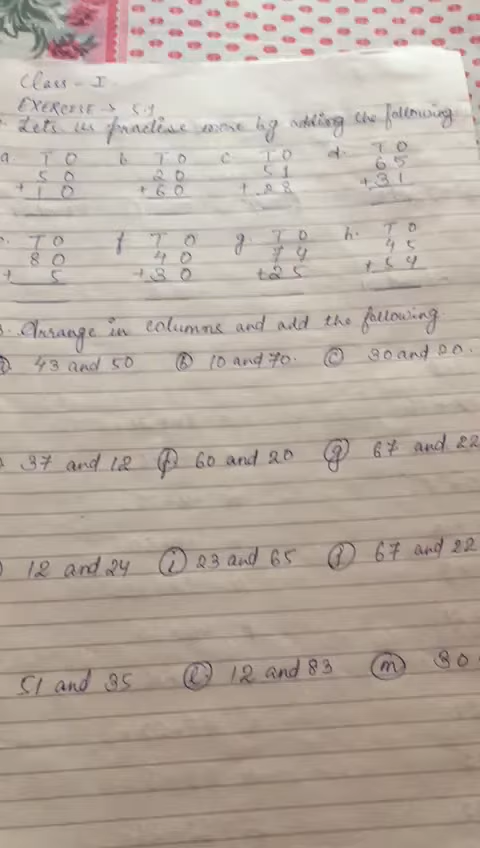 Class - I
EXERCISE → 5.1
Lets us practise more by adding the following
a. T O b T O c T O d. T O
5 0 2 0 5 1 6 5
+ 1 0 + 6 0 + 28 + 3 1
T O f T O g. T O h. T O
8 0 4 0 7 4 4 5
+ 5 + 3 0 + 2 5 + 5 4
Arrange in columns and add the following.
43 and 50 (b) 10 and 70. (c) 30 and 20.
37 and 12 (f) 60 and 20 (g) 67 and 22
12 and 24 (i) 23 and 65 (j) 67 and 22
51 and 35 (l) 12 and 83 (m) 30